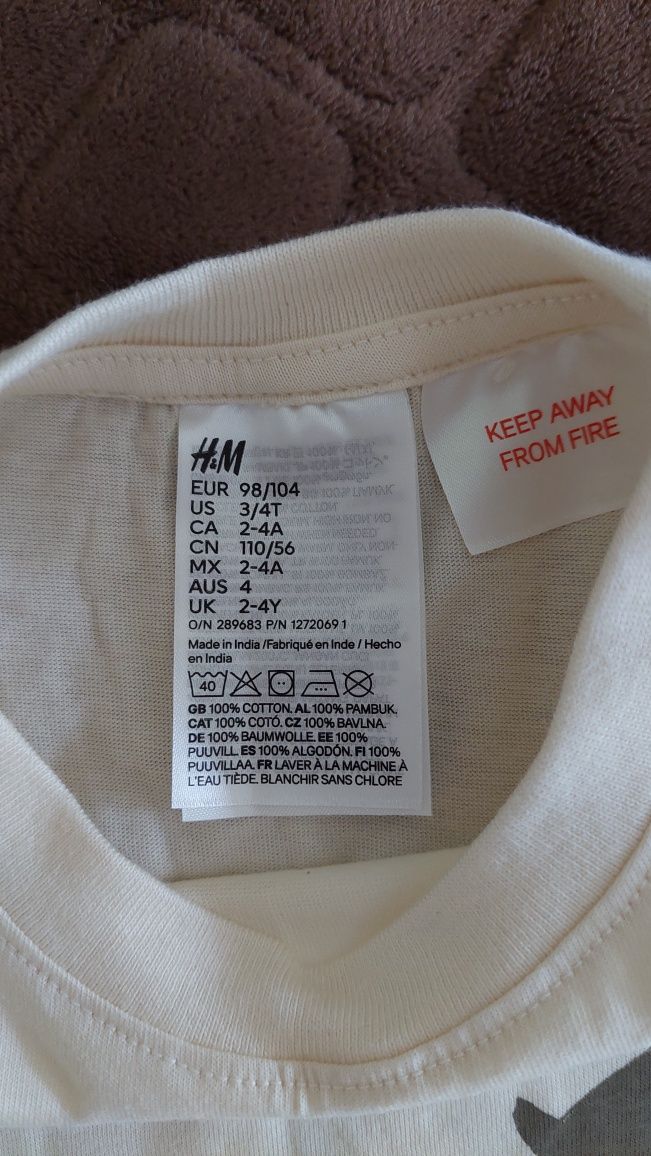 H&M
EUR 98/104
US 3/4T
CA 2-4A
CN 110/56
MX 2-4A
AUS 4
UK 2-4Y
O/N 289683 P/N 1272069 1
Made in India /Fabriqué en Inde / Hecho
en India
40
GB 100% COTTON. AL 100% PAMBUK.
CAT 100% COTÓ. CZ 100% BAVLNA.
DE 100% BAUMWOLLE. EE 100%
PUUVILL. ES 100% ALGODÓN. FI 100%
PUUVILLAA. FR LAVER À LA MACHINE À
L'EAU TIÈDE. BLANCHIR SANS CHLORE
KEEP AWAY
FROM FIRE